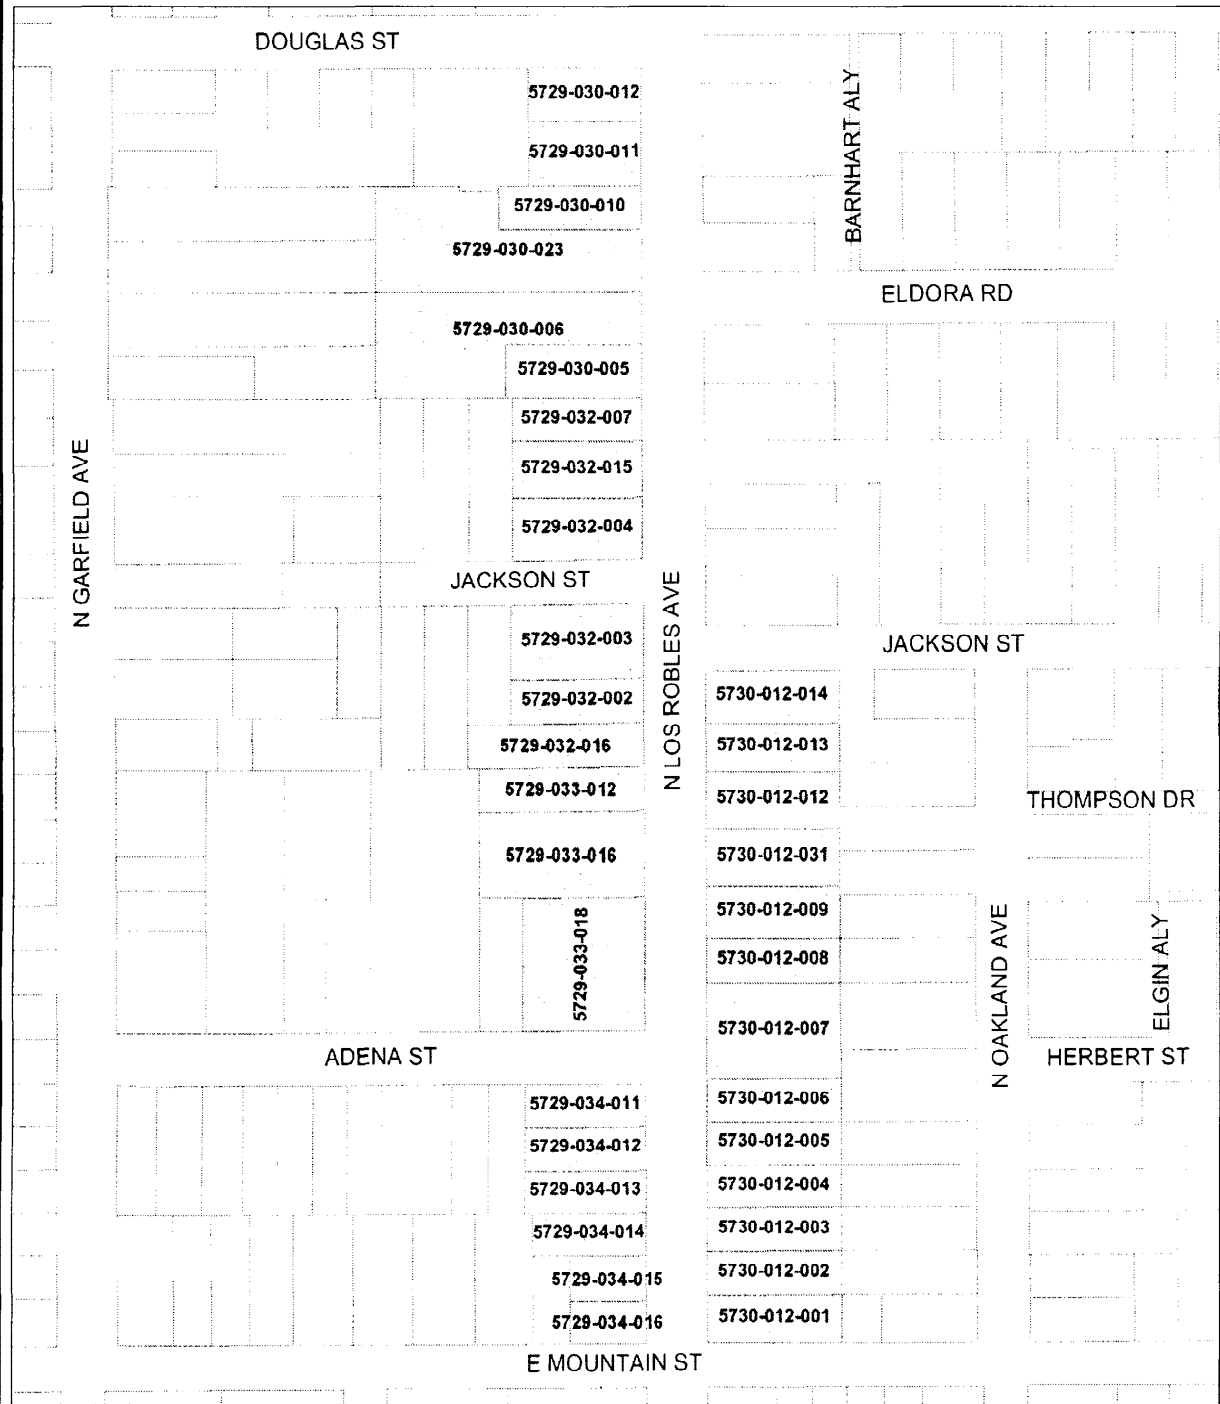 DOUGLAS ST
5729-030-012
5729-030-011
5729-030-010
5729-030-023
5729-030-006
5729-030-005
5729-032-007
5729-032-015
5729-032-004
JACKSON ST
5729-032-003
5729-032-002
5729-032-016
5729-033-012
5729-033-016
5729-033-018
ADENA ST
5729-034-011
5729-034-012
5729-034-013
5729-034-014
5729-034-015
5729-034-016
E MOUNTAIN ST
N GARFIELD AVE
N LOS ROBLES AVE
BARNHART ALY
ELDORA RD
JACKSON ST
5730-012-014
5730-012-013
5730-012-012
5730-012-031
5730-012-009
5730-012-008
5730-012-007
5730-012-006
5730-012-005
5730-012-004
5730-012-003
5730-012-002
5730-012-001
THOMPSON DR
N OAKLAND AVE
ELGIN ALY
HERBERT ST